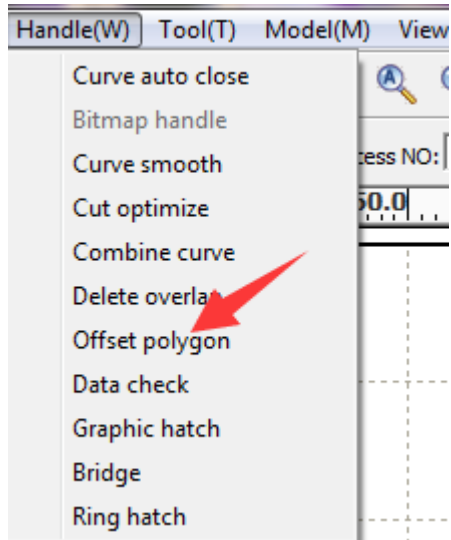 Handle(W) Tool(T) Model(M) View
Curve auto close
Bitmap handle
Curve smooth
cess NO:
Cut optimize
50.0
Combine curve
Delete overlap
Offset polygon
Data check
Graphic hatch
Bridge
Ring hatch